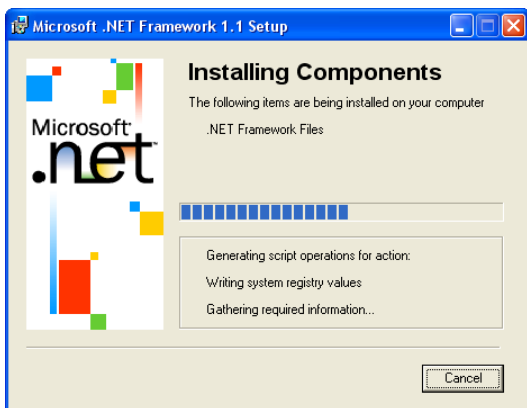 Microsoft .NET Framework 1.1 Setup
Microsoft
.net
Installing Components
The following items are being installed on your computer
.NET Framework Files
Generating script operations for action:
Writing system registry values
Gathering required information...
Cancel